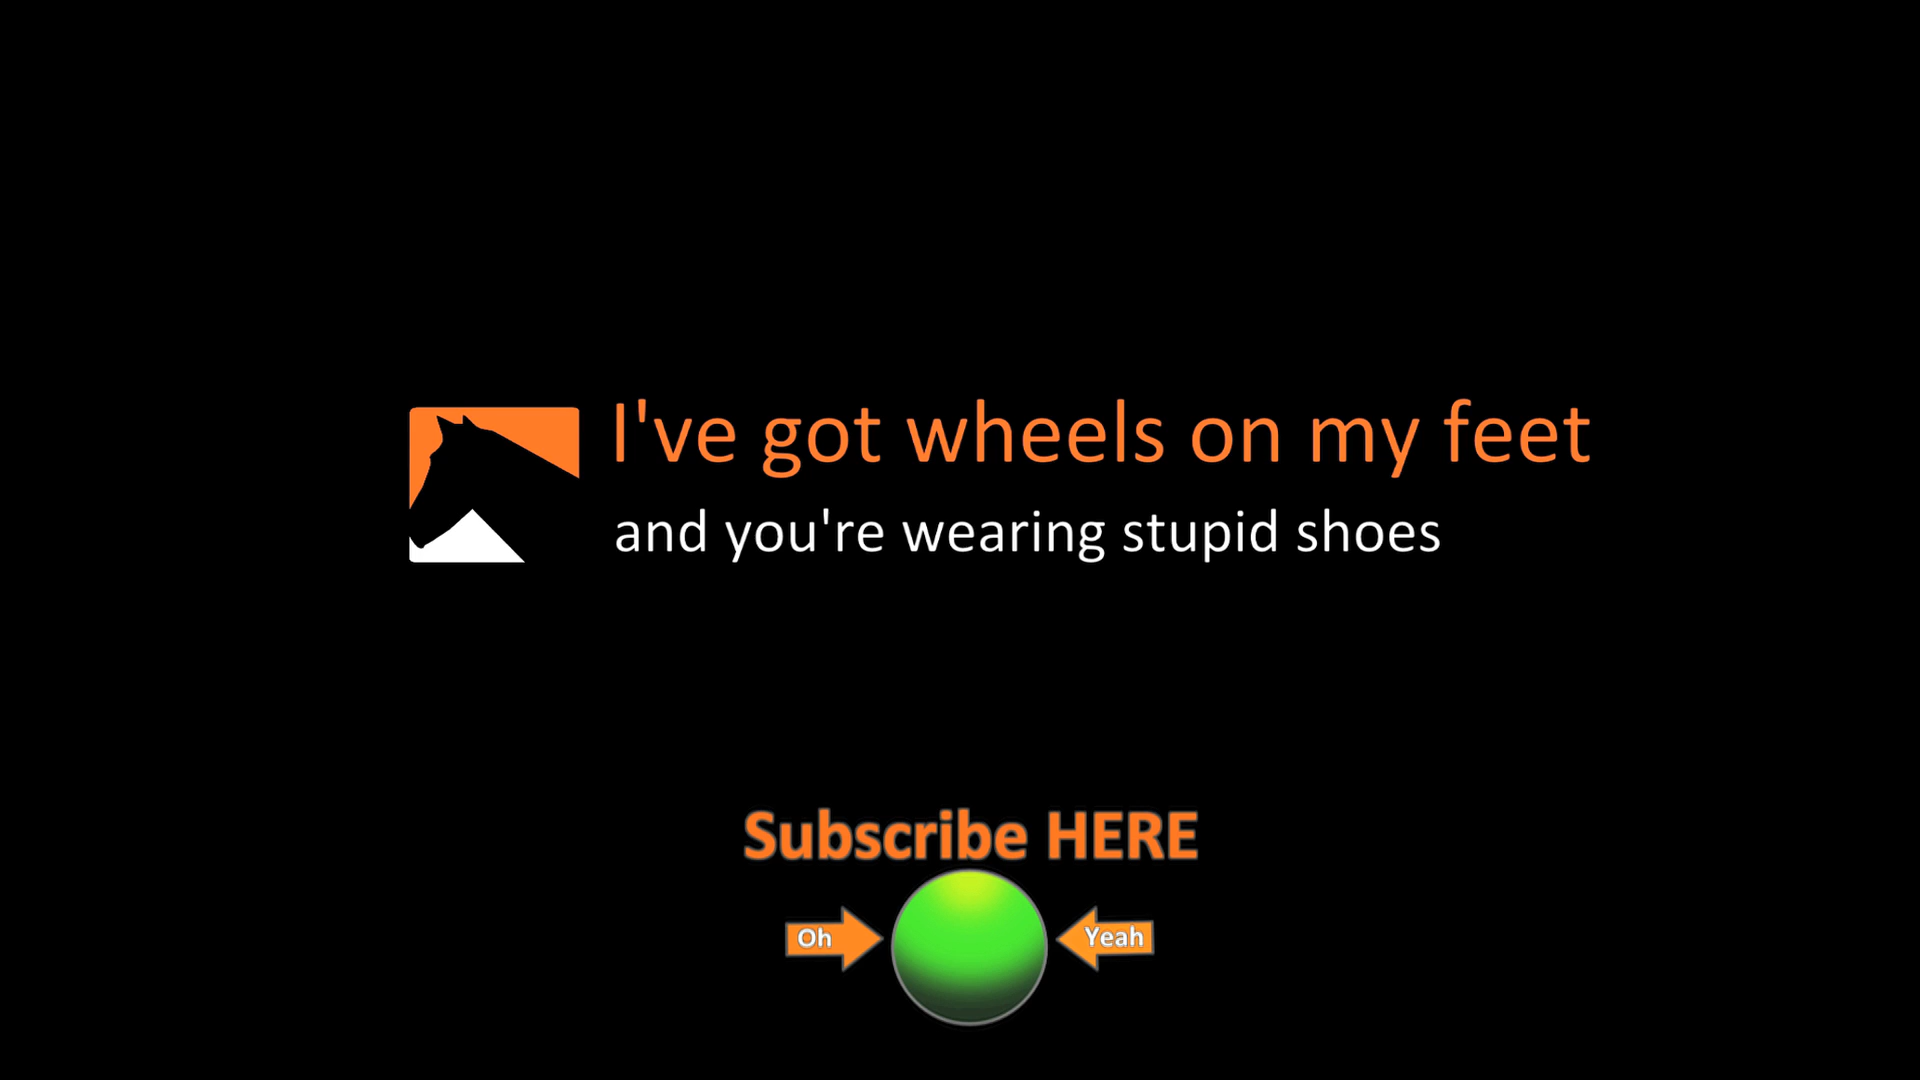 I've got wheels on my feet
and you're wearing stupid shoes
Subscribe HERE
Oh
Yeah